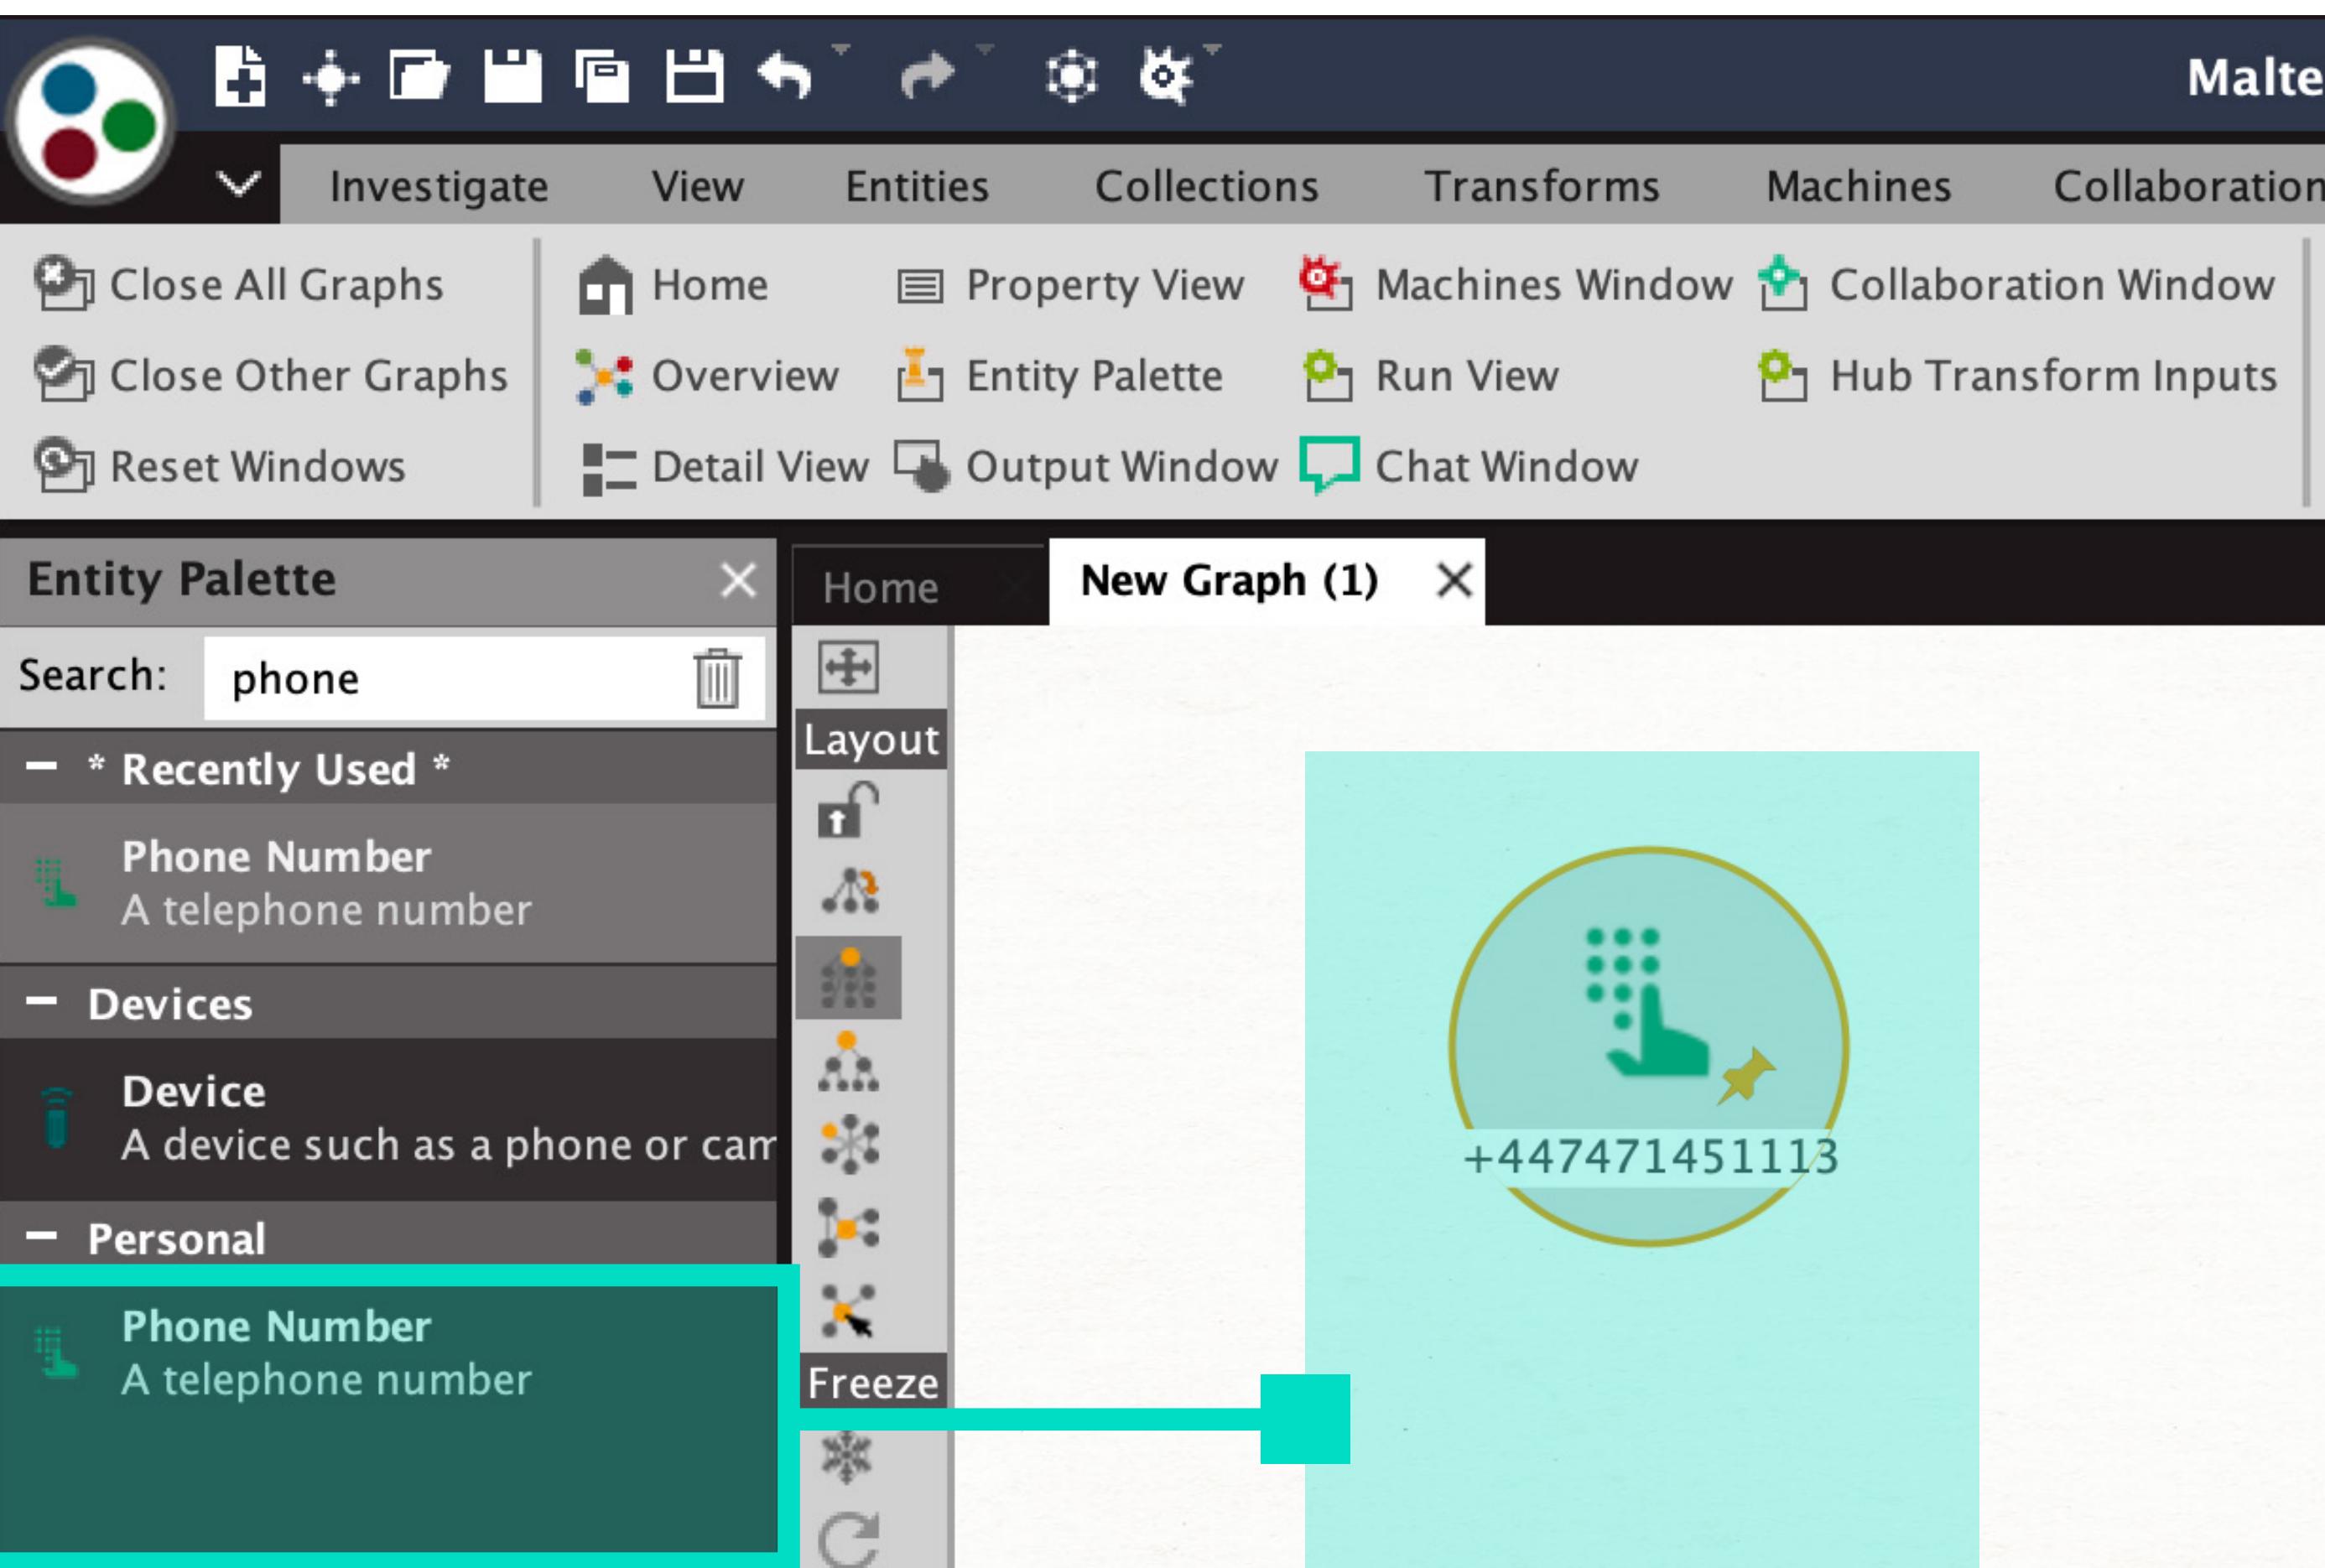 Malte
Investigate View Entities Collections Transforms Machines Collaboration
Close All Graphs Home Property View Machines Window Collaboration Window
Close Other Graphs Overview Entity Palette Run View Hub Transform Inputs
Reset Windows Detail View Output Window Chat Window
Entity Palette
Home New Graph (1)
Search: phone
Layout
* Recently Used *
Phone Number
A telephone number
Devices
Device
A device such as a phone or cam
+447471451113
Personal
Phone Number
A telephone number
Freeze